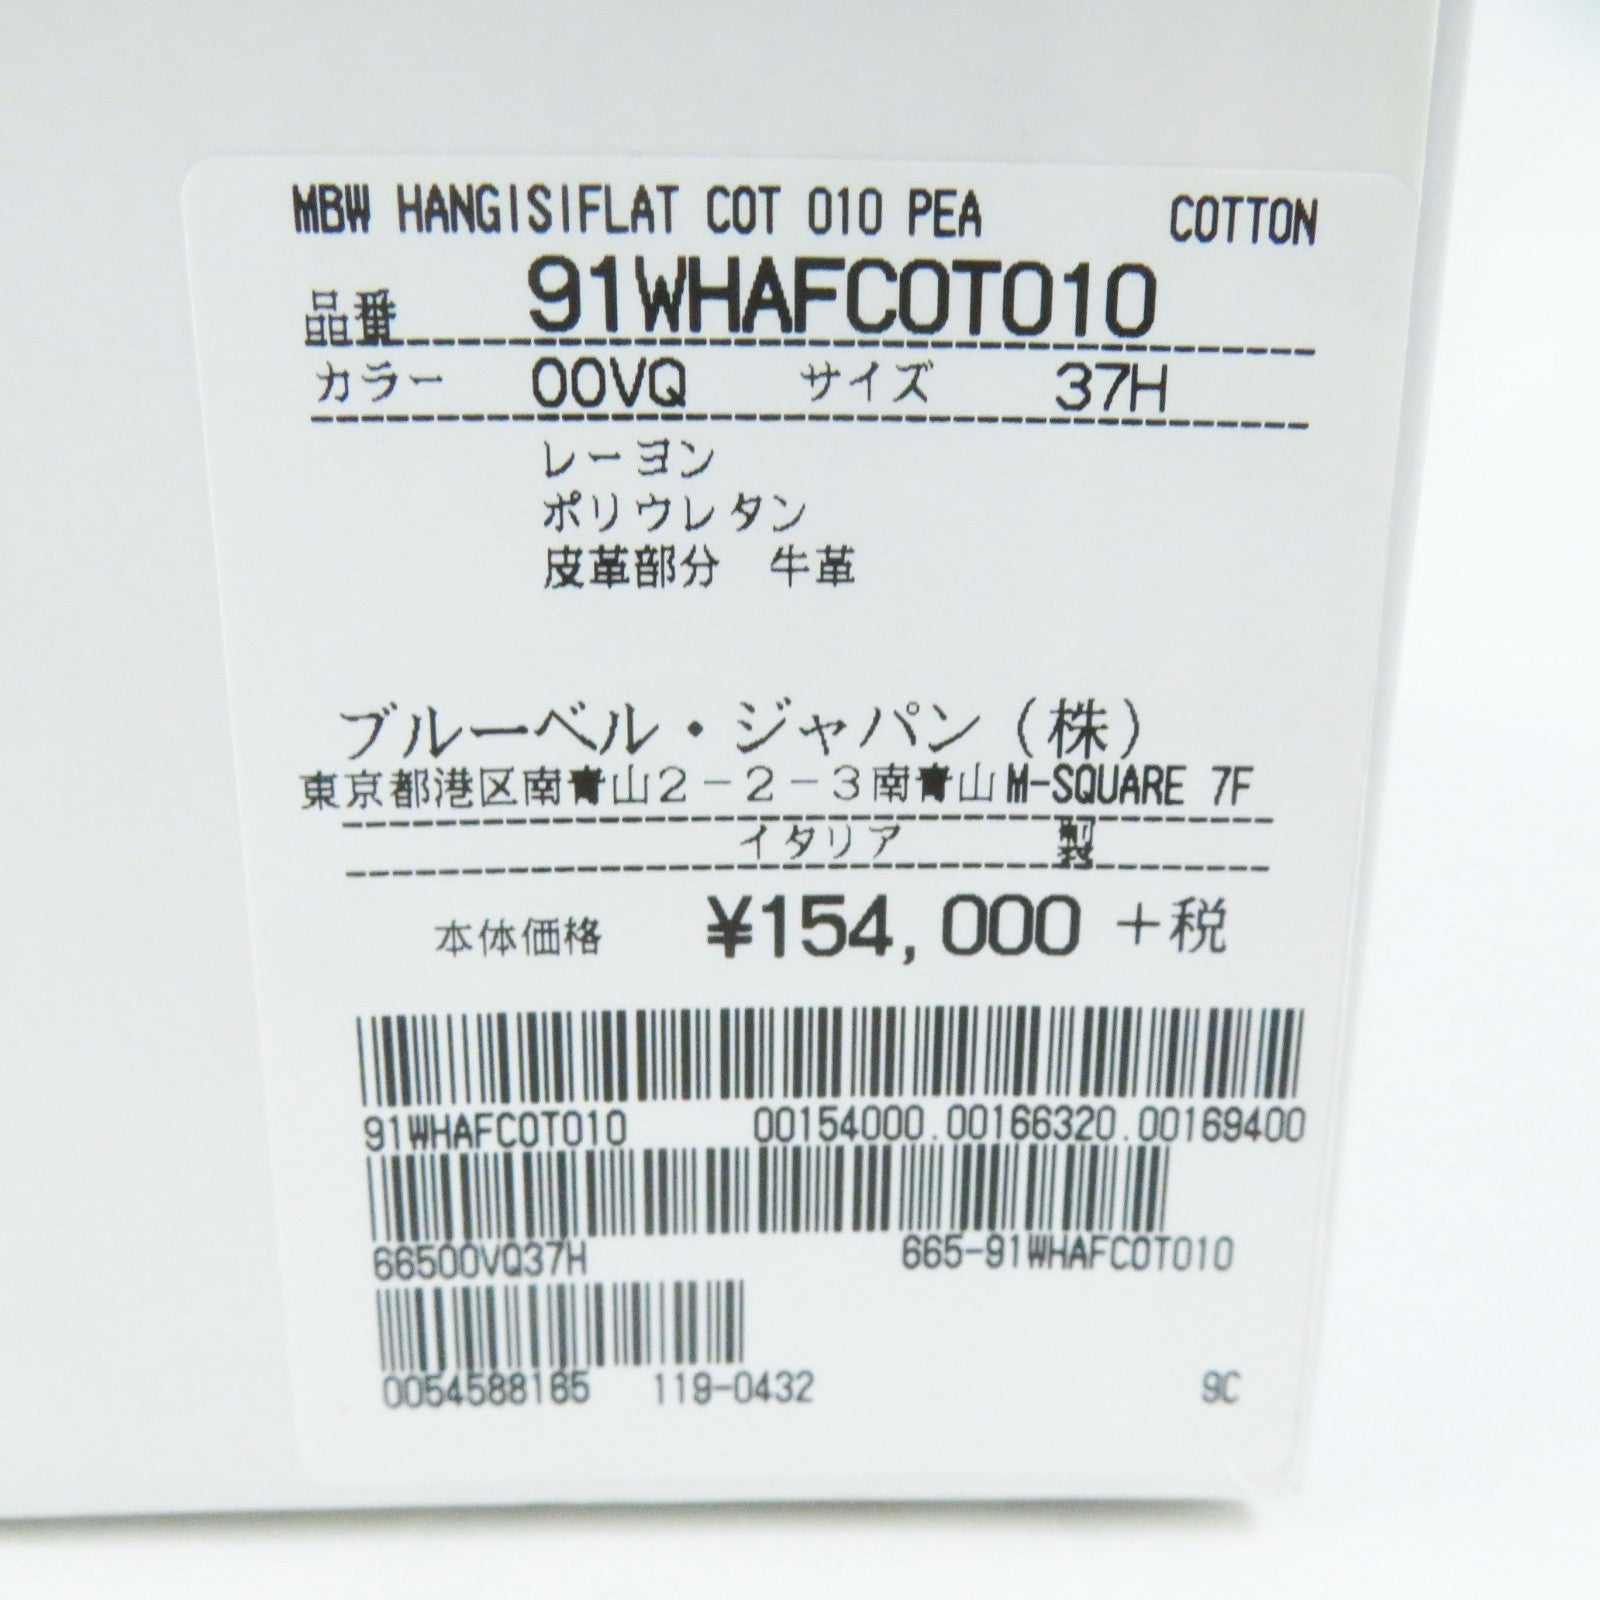 MBW HANGISIFLAT COT 010 PEA COTTON
品番 91WHAFCOT010
カラー 00VQ サイズ 37H
レーヨン
ポリウレタン
皮革部分 牛革
ブルーベル・ジャパン（株）
東京都港区南青山２－２－３南青山 M-SQUARE 7F
イタリア 製
本体価格 ¥154,000 +税
91WHAFCOT010 00154000.00166320.00169400
66500VQ37H 665-91WHAFCOT010
0054588165 119-0432 9C